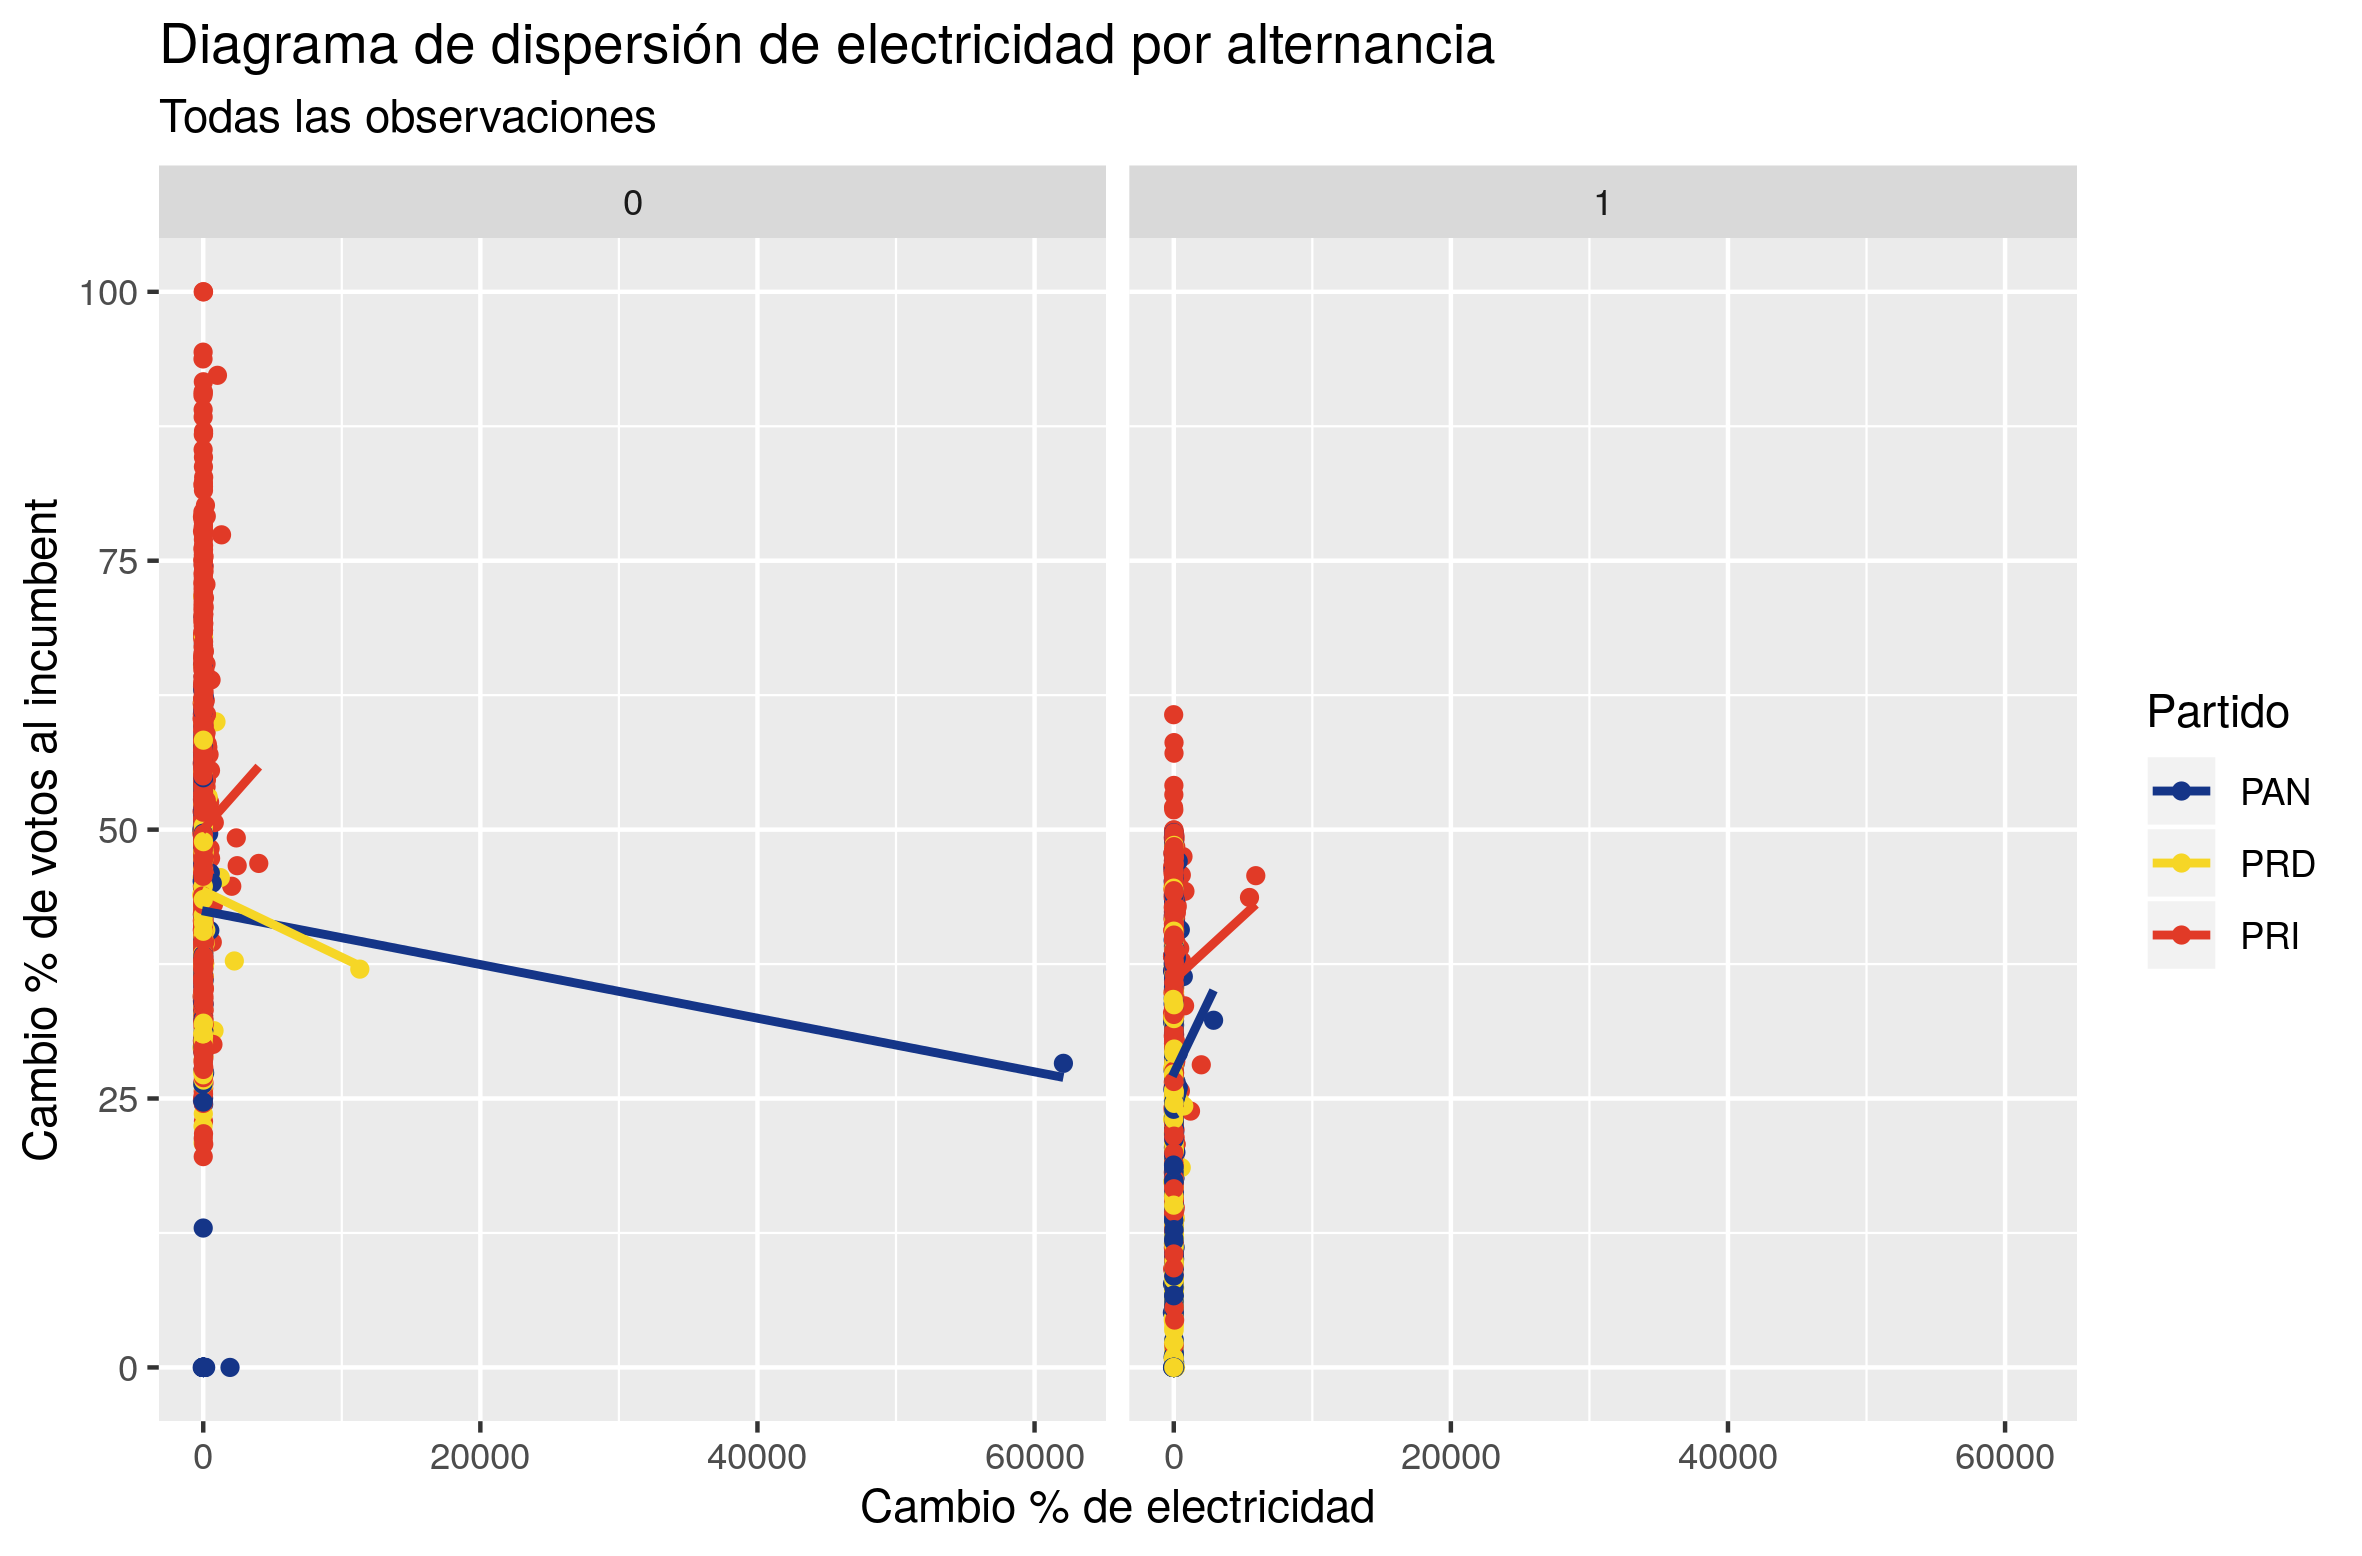 Diagrama de dispersión de electricidad por alternancia
Todas las observaciones
0
1
100
75
50
25
0
Cambio % de votos al incumbent
0
20000
40000
60000
0
20000
40000
60000
Cambio % de electricidad
Partido
PAN
PRD
PRI